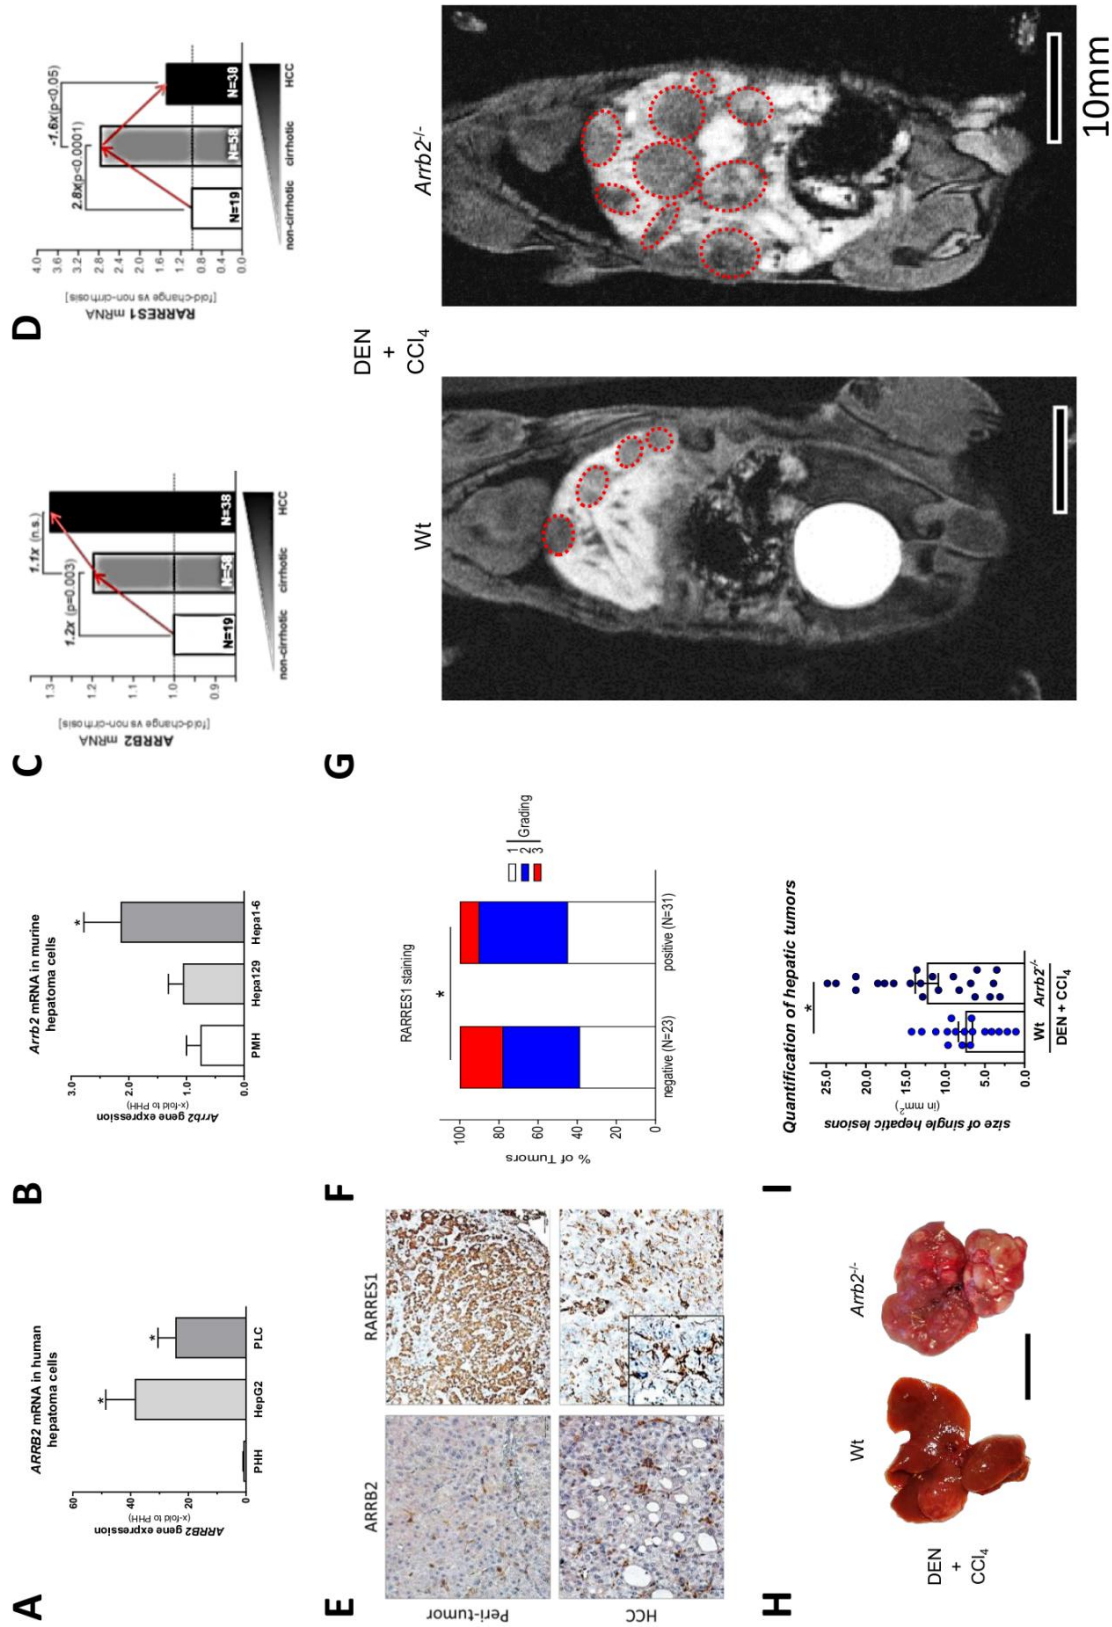 A
ARRB2 mRNA in human
hepatoma cells
ARRB2 gene expression
(x-fold to PHH)
60
40
20
0
PHH
HepG2
PLC
*
*
B
Arrb2 mRNA in murine
hepatoma cells
Arrb2 gene expression
(x-fold to PHH)
3.0
2.0
1.0
0.0
PMH
Hepa129
Hepa1-6
*
C
ARRB2 mRNA
[fold-change vs non-cirrhosis]
1.3
1.2
1.1
1.0
0.9
1.2x (p=0.003)
1.1x (n.s.)
N=19
N=58
N=38
non-cirrhotic
cirrhotic
HCC
D
RARRES1 mRNA
[fold-change vs non-cirrhosis]
4.0
3.6
3.2
2.8
2.4
2.0
1.6
1.2
0.8
0.4
0.0
2.8x(p<0.0001)
-1.6x(p<0.05)
N=19
N=58
N=38
non-cirrhotic
cirrhotic
HCC
E
ARRB2
RARRES1
Peri-tumor
HCC
F
RARRES1 staining
*
% of Tumors
100
80
60
40
20
0
negative (N=23)
positive (N=31)
1
2
3
Grading
G
DEN
+
CCl4
Wt
Arrb2-/-
10mm
H
DEN
+
CCl4
Wt
Arrb2-/-
I
Quantification of hepatic tumors
size of single hepatic lesions
(in mm2)
25.0
20.0
15.0
10.0
5.0
0.0
*
Wt
Arrb2-/-
DEN + CCl4